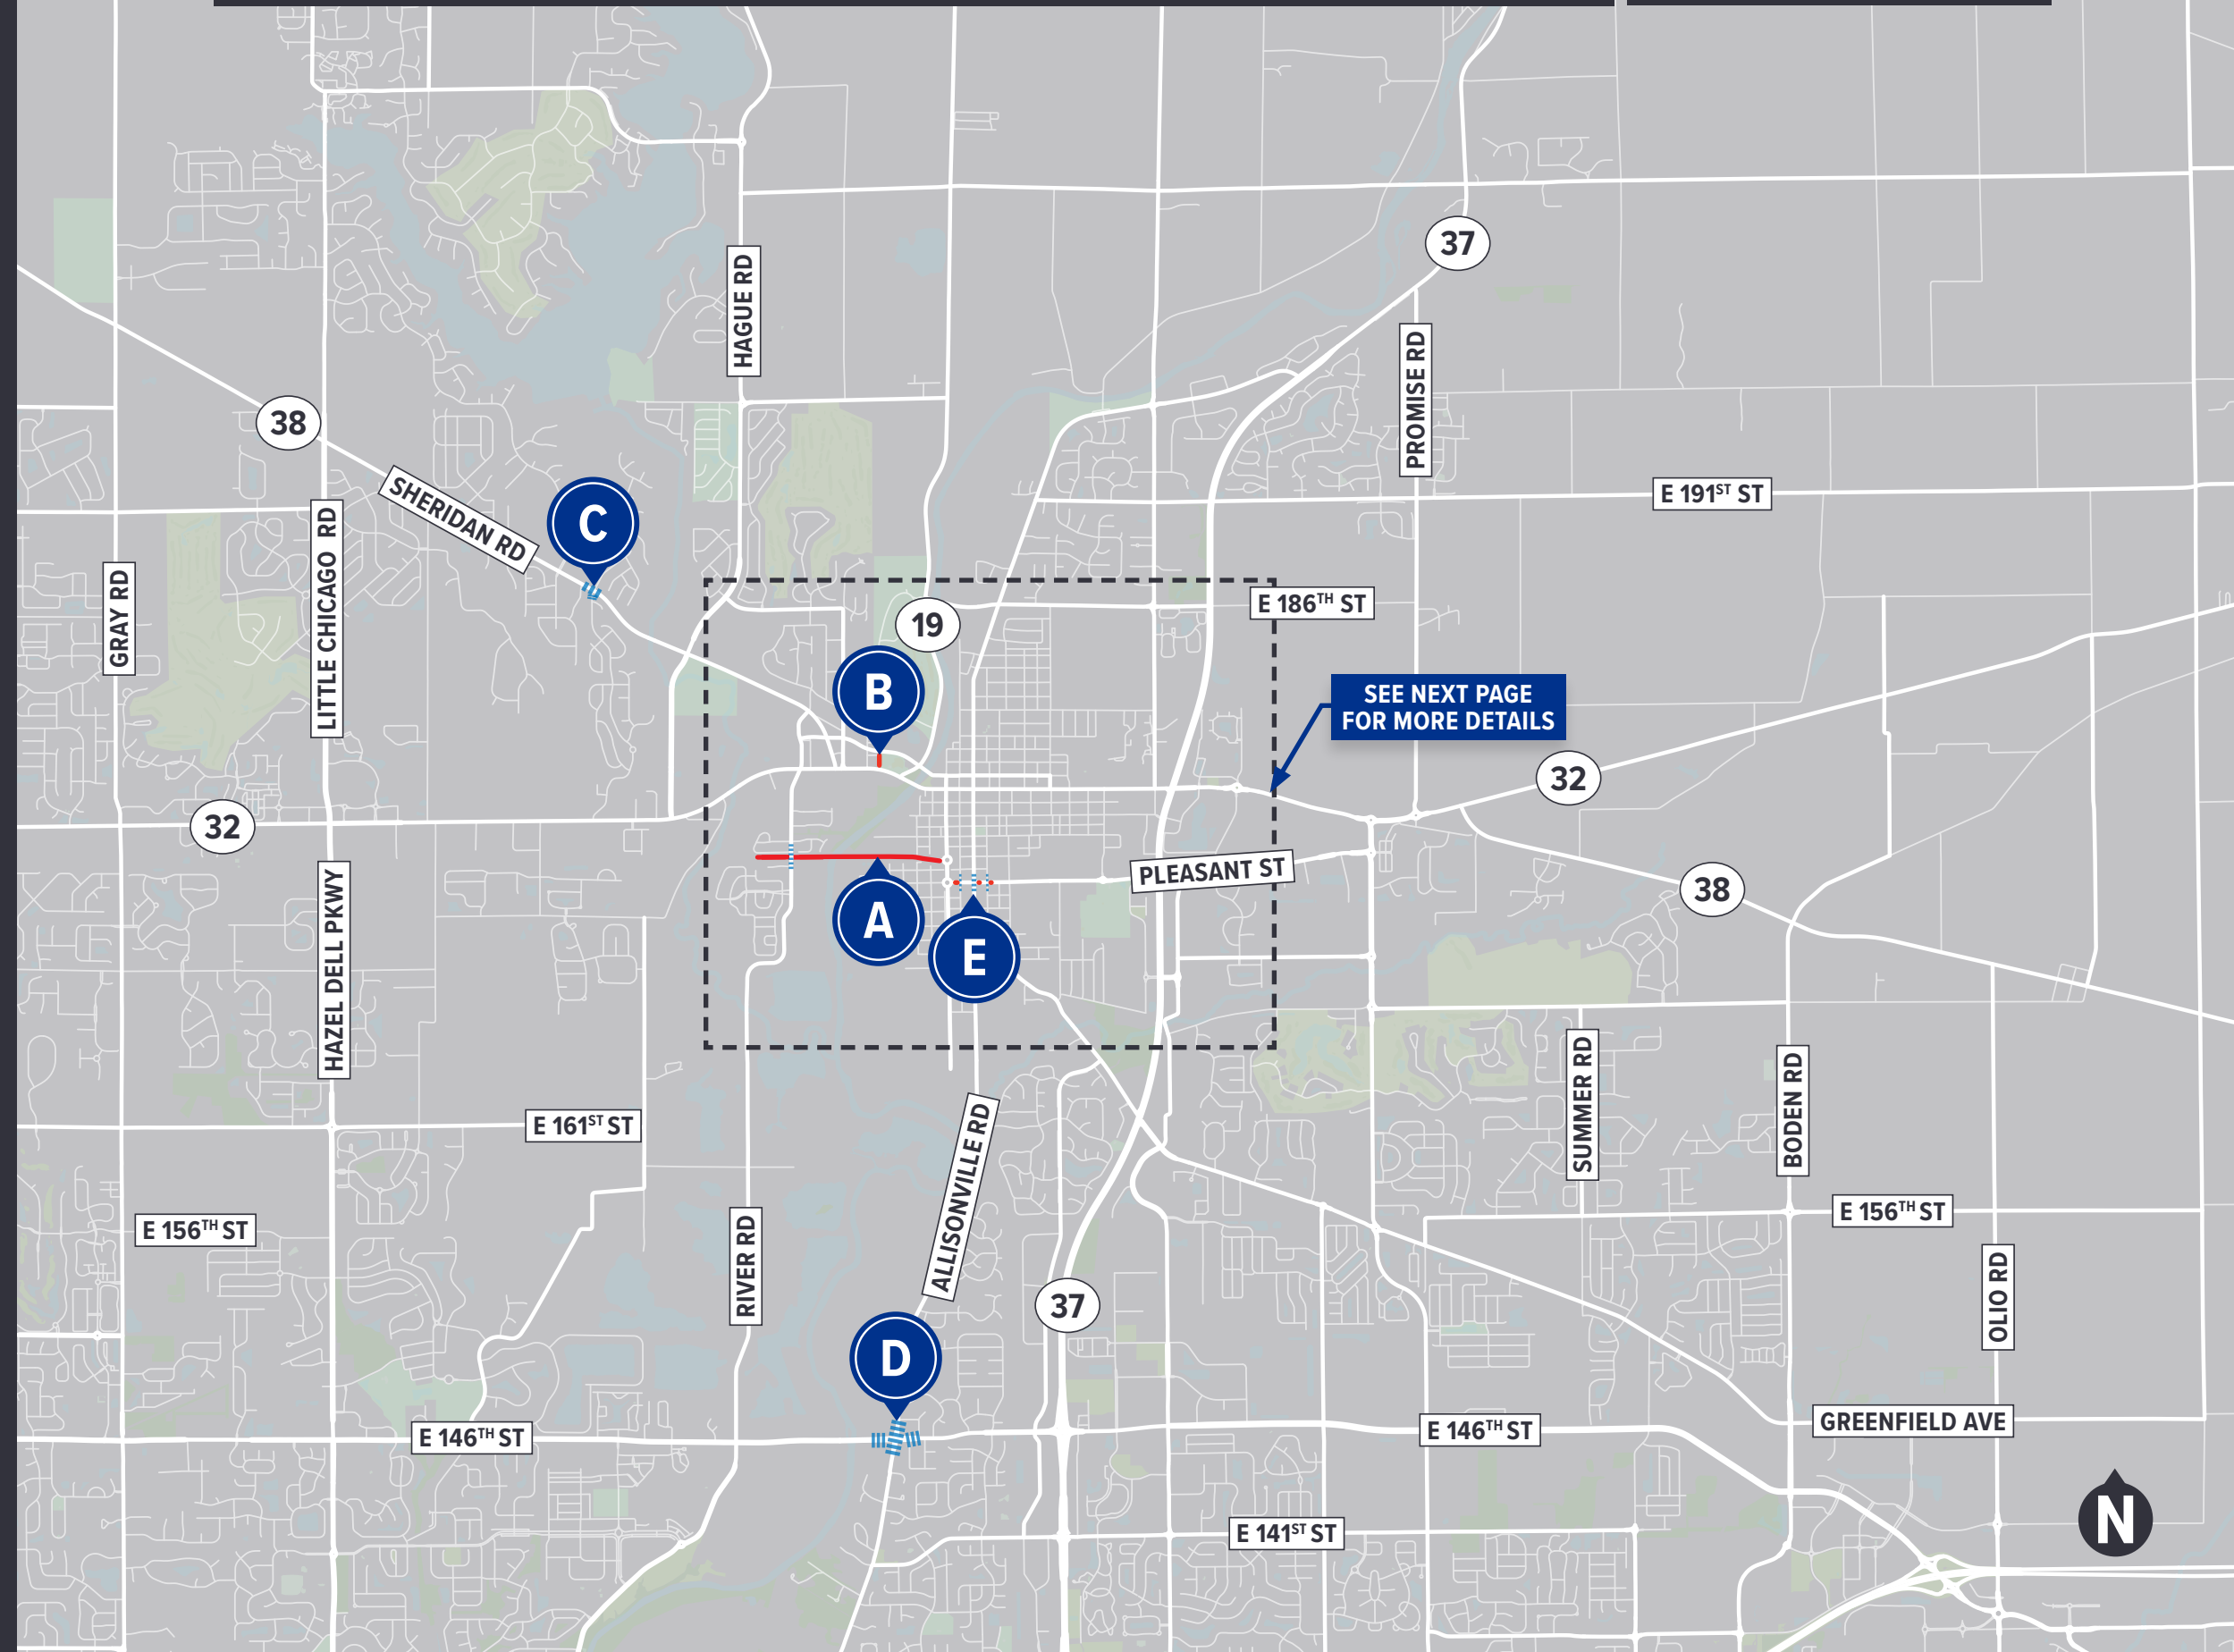 37
HAGUE RD
PROMISE RD
38
SHERIDAN RD
C
E 191ST ST
LITTLE CHICAGO RD
GRAY RD
E 186TH ST
19
B
SEE NEXT PAGE
FOR MORE DETAILS
32
32
PLEASANT ST
38
A
E
HAZEL DELL PKWY
SUMMER RD
BODEN RD
E 161ST ST
ALLISONVILLE RD
E 156TH ST
E 156TH ST
RIVER RD
OLIO RD
37
D
E 146TH ST
E 146TH ST
GREENFIELD AVE
E 141ST ST
N